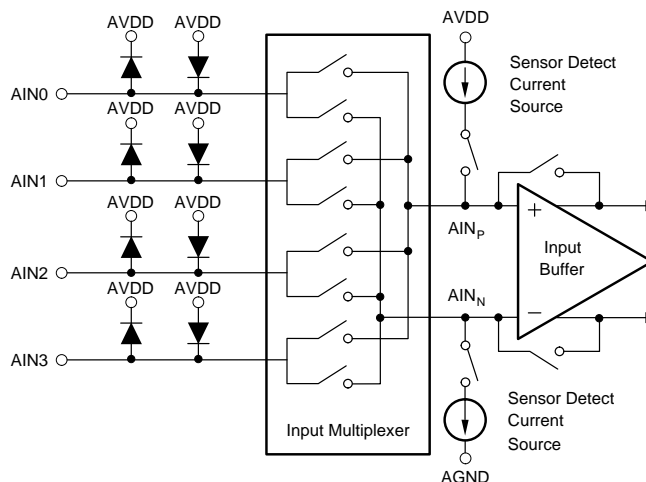 AVDD AVDD
AVDD
Sensor Detect
Current
Source
AIN0
AVDD AVDD
AIN1
AVDD AVDD
AINP
+
Input
Buffer
AIN2
AVDD AVDD
AINN
−
AIN3
Input Multiplexer
Sensor Detect
Current
Source
AGND